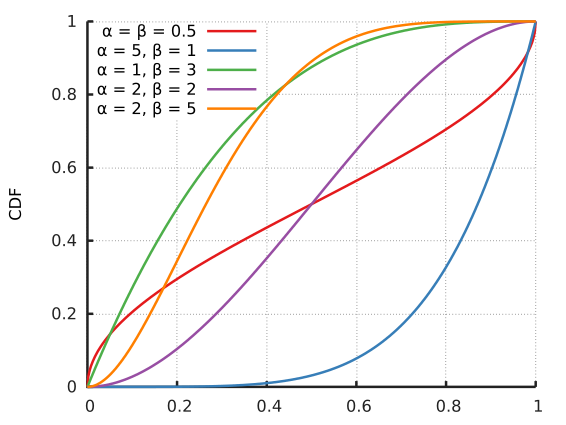 1
α = β = 0.5
α = 5, β = 1
α = 1, β = 3
0.8
α = 2, β = 2
α = 2, β = 5
0.6
CDF
0.4
0.2
0
0 0.2 0.4 0.6 0.8 1